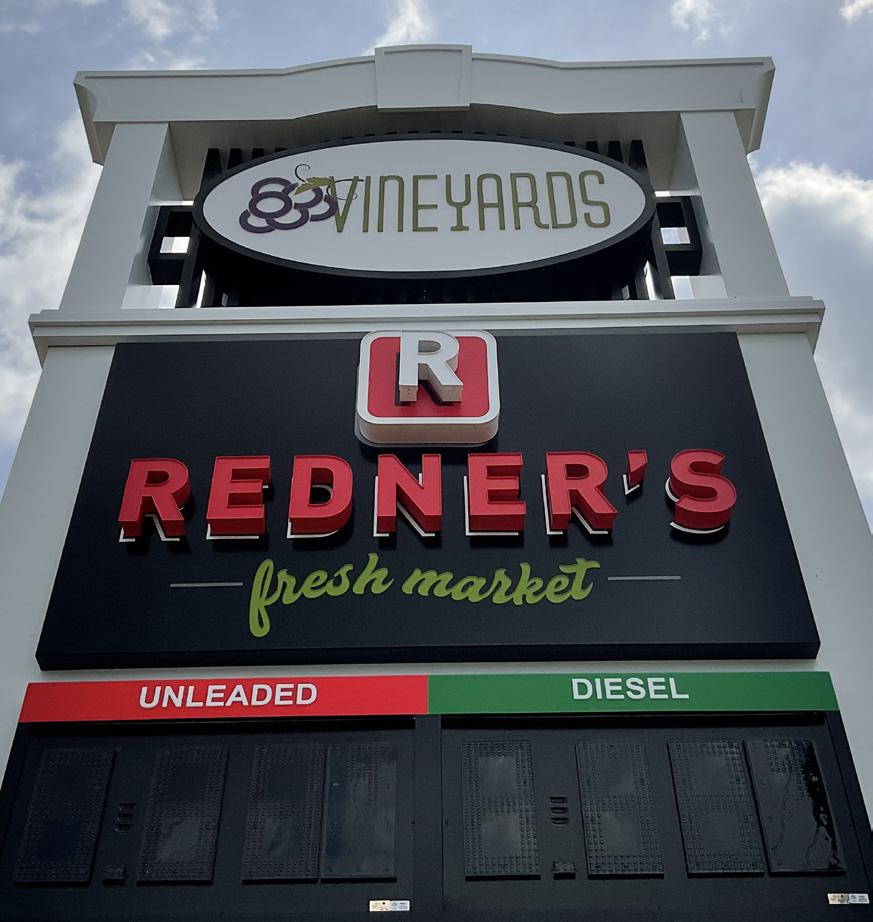 VINEYARDS
R
REDNER'S
fresh market
UNLEADED
DIESEL